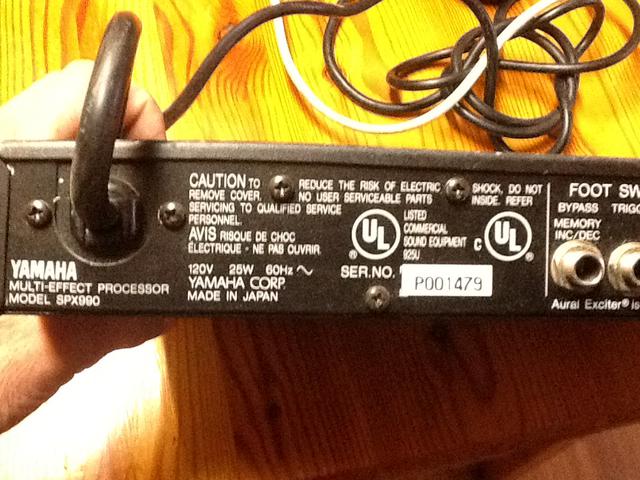 CAUTION TO REDUCE THE RISK OF ELECTRIC SHOCK, DO NOT
REMOVE COVER. NO USER SERVICEABLE PARTS INSIDE. REFER
SERVICING TO QUALIFIED SERVICE
PERSONNEL.
AVIS RISQUE DE CHOC
ÉLECTRIQUE - NE PAS OUVRIR.
120V 25W 60Hz ~
YAMAHA CORP.
MADE IN JAPAN
YAMAHA
MULTI-EFFECT PROCESSOR
MODEL SPX990
UL
®
LISTED
COMMERCIAL
SOUND EQUIPMENT
925U
C UL
®
SER.NO.
P001479
FOOT SW
BYPASS TRIG
MEMORY
INC/DEC
Aural Exciter® is